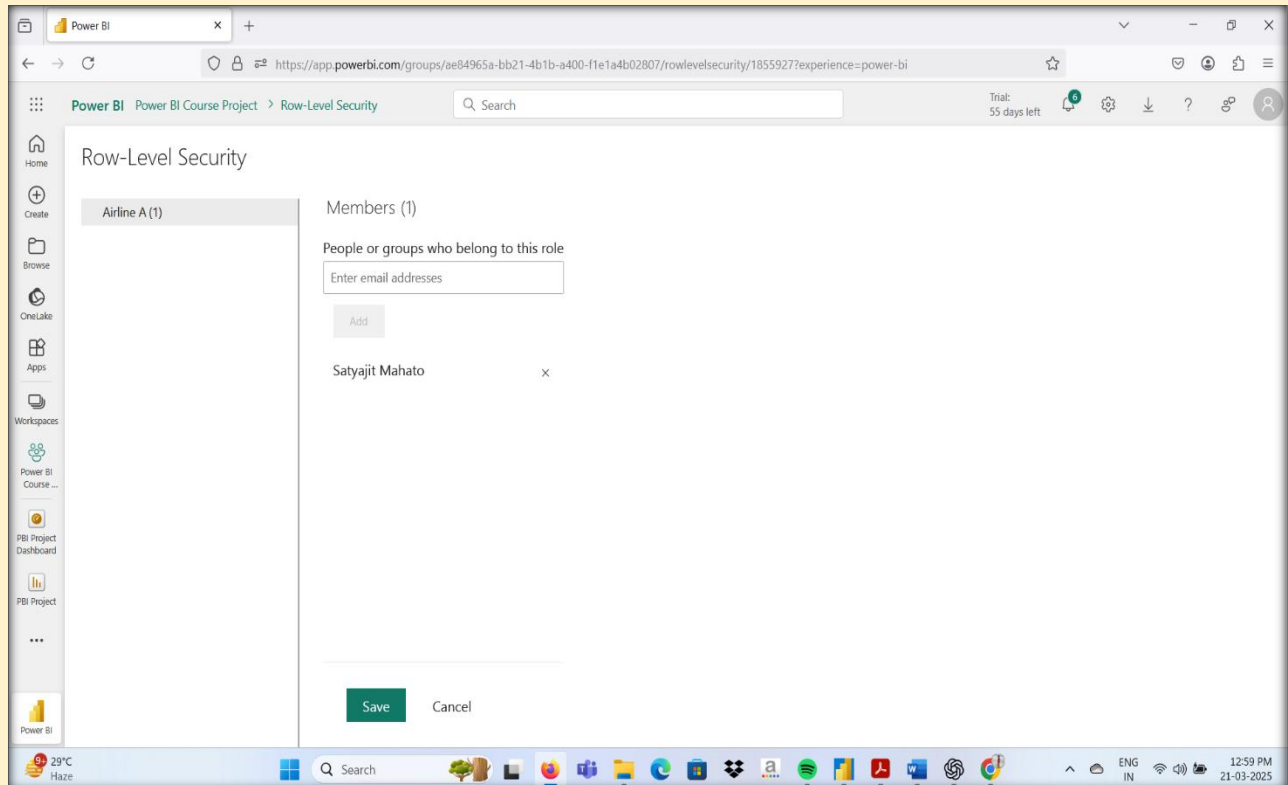 Power BI
https://app.powerbi.com/groups/ae84965a-bb21-4b1b-a400-f1e1a4b02807/rowlevelsecurity/1855927?experience=power-bi
Power BI Power BI Course Project > Row-Level Security
Search
Trial:
55 days left
6
Home
Create
Browse
OneLake
Apps
Workspaces
Power BI
Course ...
PBI Project
Dashboard
PBI Project
Power BI
Row-Level Security
Airline A (1)
Members (1)
People or groups who belong to this role
Enter email addresses
Add
Satyajit Mahato
Save Cancel
9+
29°C
Haze
Search
a
W
ENG
IN
12:59 PM
21-03-2025